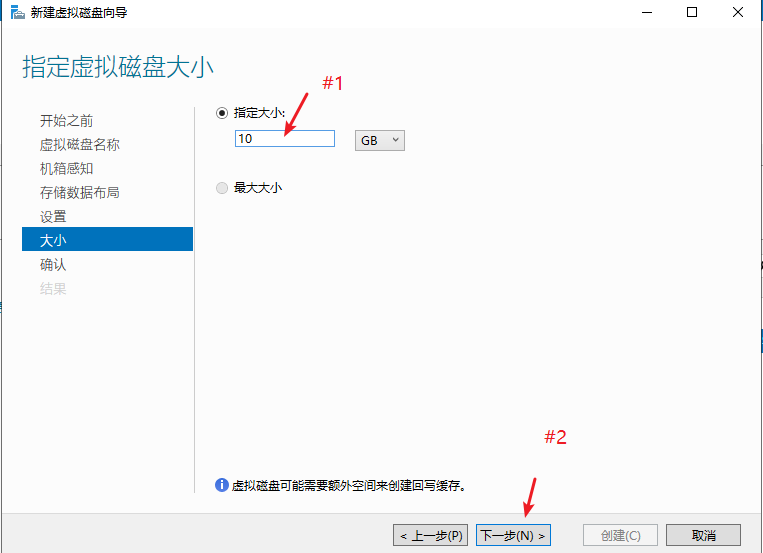 新建虚拟磁盘向导
指定虚拟磁盘大小
#1
开始之前
虚拟磁盘名称
机箱感知
存储数据布局
设置
大小
确认
结果
指定大小:
10
GB
最大大小
#2
虚拟磁盘可能需要额外空间来创建回写缓存。
< 上一步(P)
下一步(N) >
创建(C)
取消